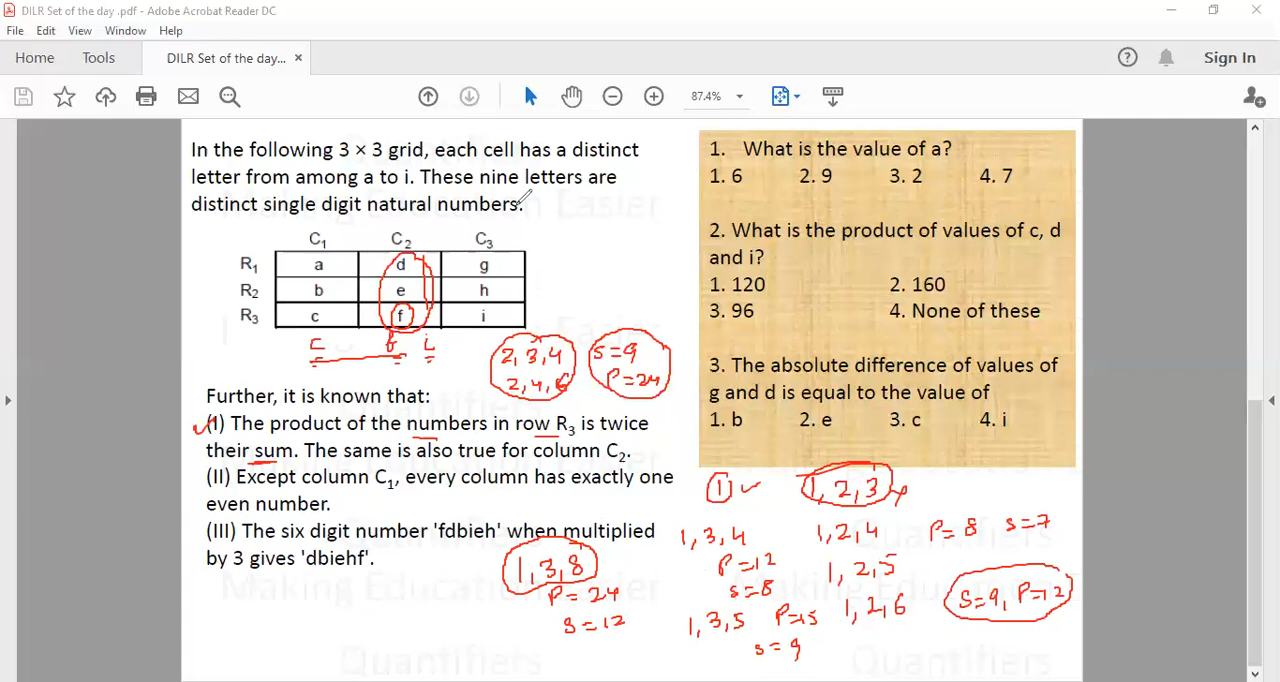 DILR Set of the day .pdf - Adobe Acrobat Reader DC
File Edit View Window Help
Home Tools DILR Set of the day... × Sign In
87.4%
In the following 3 × 3 grid, each cell has a distinct
letter from among a to i. These nine letters are
distinct single digit natural numbers.
C1 C2 C3
R1 a d g
R2 b e h
R3 c f i
c f i
2, 3, 4
2, 4, 6
S=9
P=24
Further, it is known that:
(I) The product of the numbers in row R3 is twice
their sum. The same is also true for column C2.
(II) Except column C1, every column has exactly one
even number.
(III) The six digit number 'fdbieh' when multiplied
by 3 gives 'dbiehf'.
1, 3, 8
P=24
S=12
1. What is the value of a?
1. 6 2. 9 3. 2 4. 7
2. What is the product of values of c, d
and i?
1. 120 2. 160
3. 96 4. None of these
3. The absolute difference of values of
g and d is equal to the value of
1. b 2. e 3. c 4. i
1 1, 2, 3
1, 3, 4 1, 2, 4 P=8 S=7
P=12 1, 2, 5
S=8 1, 2, 6 S=9, P=12
1, 3, 5 P=15
S=9
Quantifiers
Making Education Easier
Quantifiers